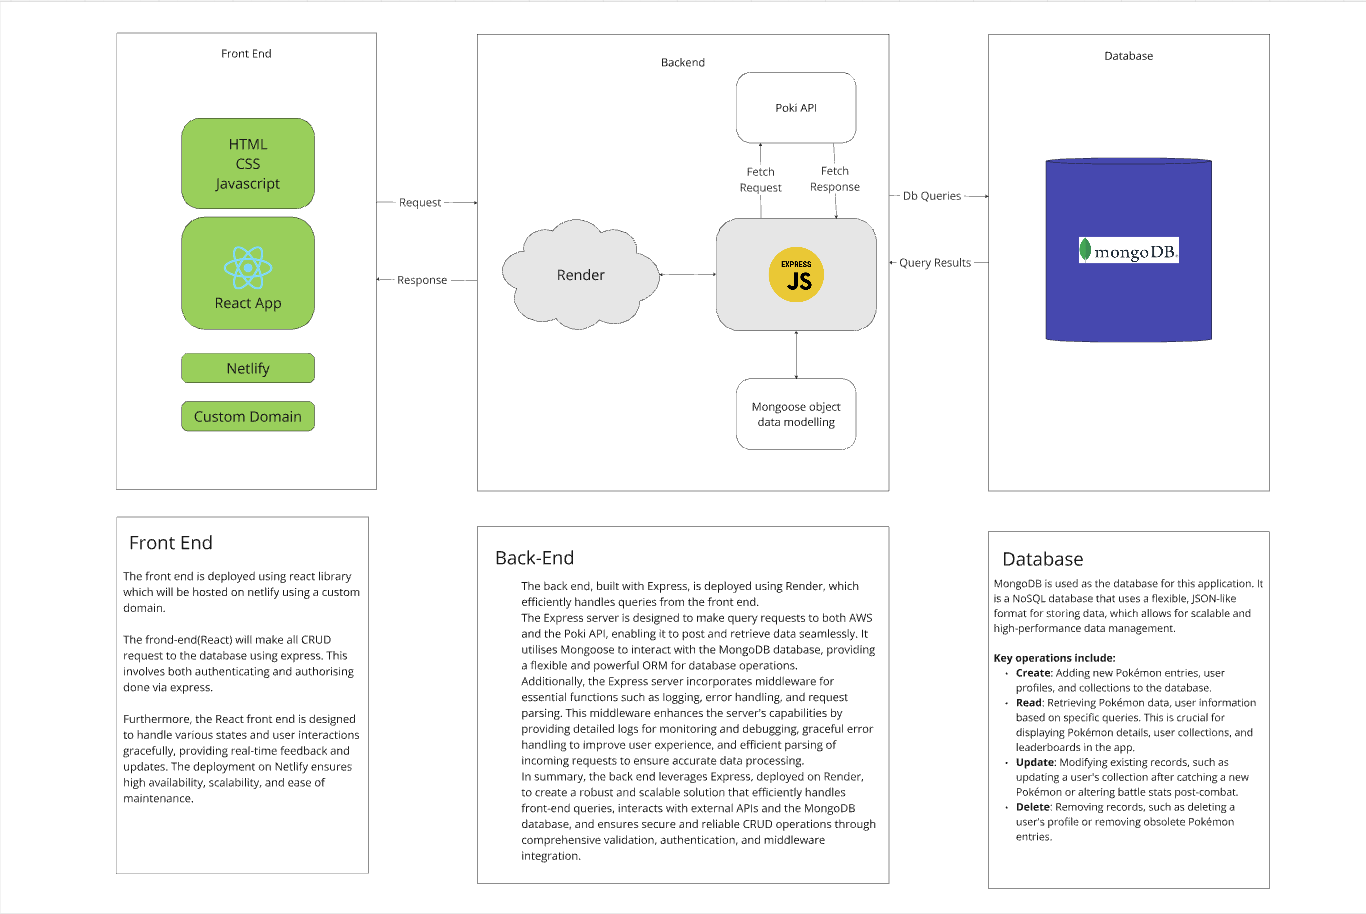 Front End
HTML
CSS
Javascript
React App
Netlify
Custom Domain
Request
Response
Backend
Poki API
Fetch
Request
Fetch
Response
Render
EXPRESS
JS
Mongoose object
data modelling
Db Queries
Query Results
Database
mongoDB.
Front End
The front end is deployed using react library
which will be hosted on netlify using a custom
domain.
The frond-end(React) will make all CRUD
request to the database using express. This
involves both authenticating and authorising
done via express.
Furthermore, the React front end is designed
to handle various states and user interactions
gracefully, providing real-time feedback and
updates. The deployment on Netlify ensures
high availability, scalability, and ease of
maintenance.
Back-End
The back end, built with Express, is deployed using Render, which
efficiently handles queries from the front end.
The Express server is designed to make query requests to both AWS
and the Poki API, enabling it to post and retrieve data seamlessly. It
utilises Mongoose to interact with the MongoDB database, providing
a flexible and powerful ORM for database operations.
Additionally, the Express server incorporates middleware for
essential functions such as logging, error handling, and request
parsing. This middleware enhances the server's capabilities by
providing detailed logs for monitoring and debugging, graceful error
handling to improve user experience, and efficient parsing of
incoming requests to ensure accurate data processing.
In summary, the back end leverages Express, deployed on Render,
to create a robust and scalable solution that efficiently handles
front-end queries, interacts with external APIs and the MongoDB
database, and ensures secure and reliable CRUD operations through
comprehensive validation, authentication, and middleware
integration.
Database
MongoDB is used as the database for this application. It
is a NoSQL database that uses a flexible, JSON-like
format for storing data, which allows for scalable and
high-performance data management.
Key operations include:
• Create: Adding new Pokémon entries, user
profiles, and collections to the database.
• Read: Retrieving Pokémon data, user information
based on specific queries. This is crucial for
displaying Pokémon details, user collections, and
leaderboards in the app.
• Update: Modifying existing records, such as
updating a user's collection after catching a new
Pokémon or altering battle stats post-combat.
• Delete: Removing records, such as deleting a
user's profile or removing obsolete Pokémon
entries.